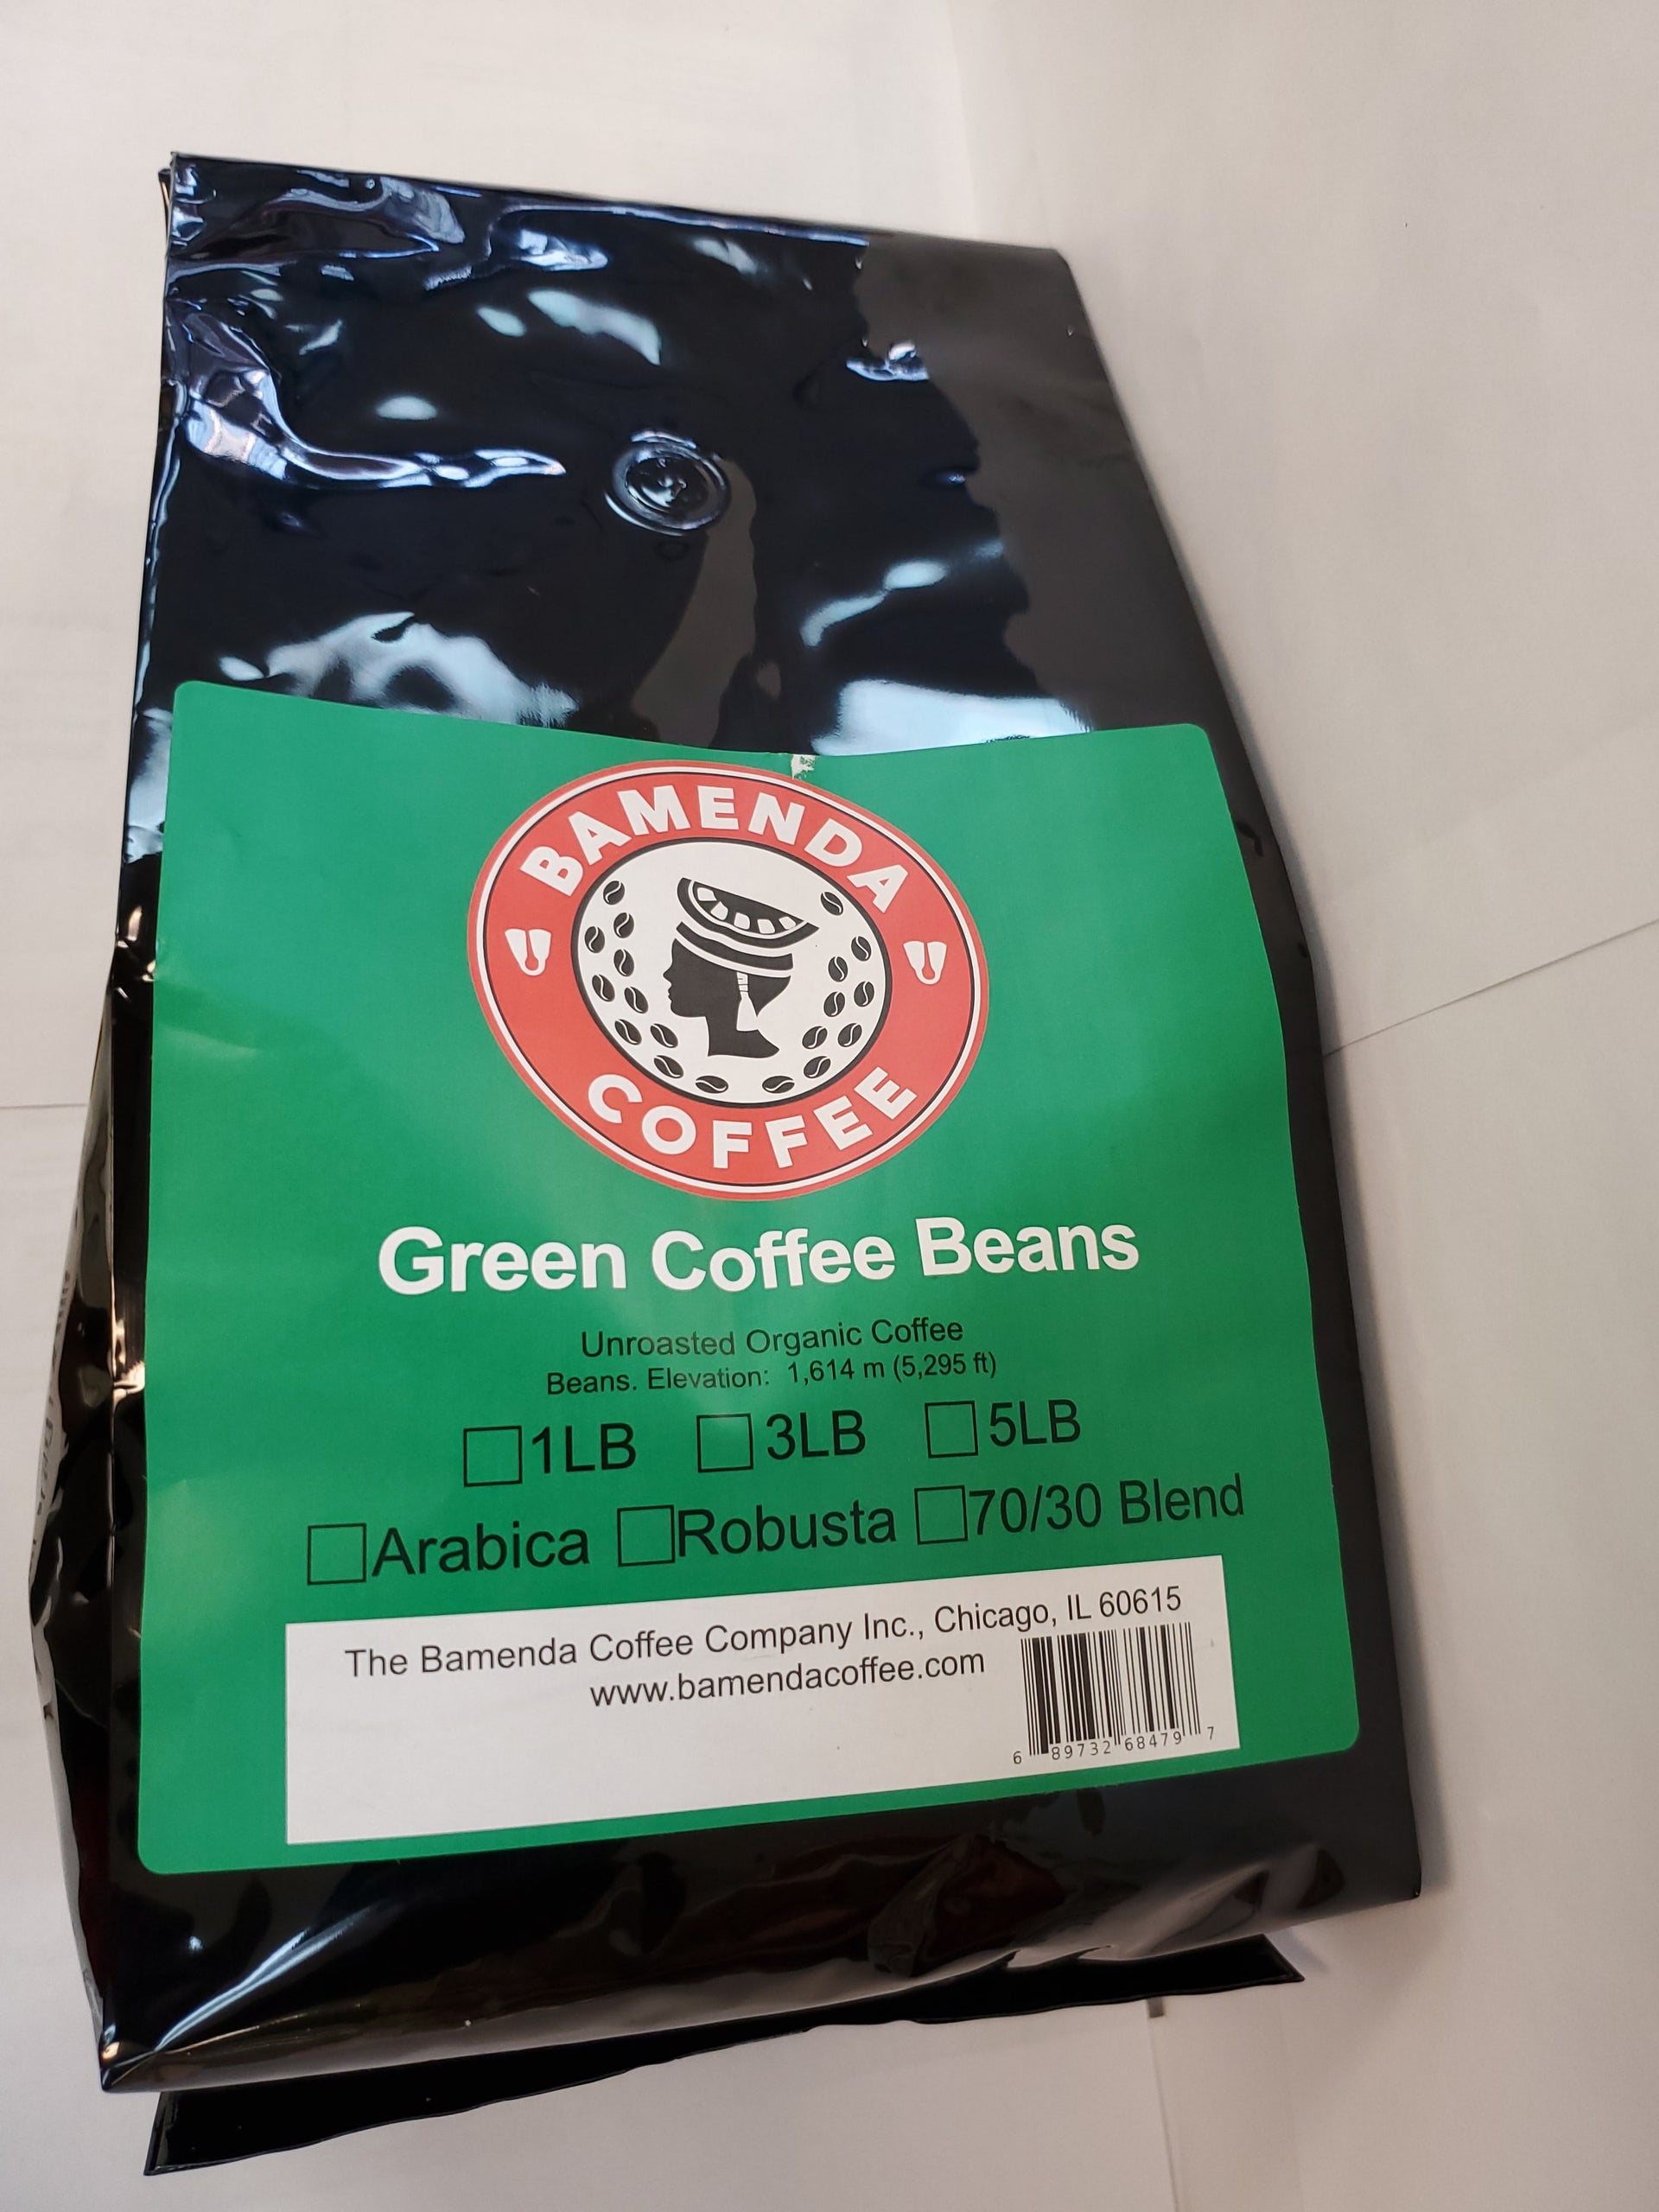 BAMENDA
COFFEE
Green Coffee Beans
Unroasted Organic Coffee
Beans. Elevation: 1,614 m (5,295 ft)
1LB 3LB 5LB
Arabica Robusta 70/30 Blend
The Bamenda Coffee Company Inc., Chicago, IL 60615
www.bamendacoffee.com
6 89732 68479 7